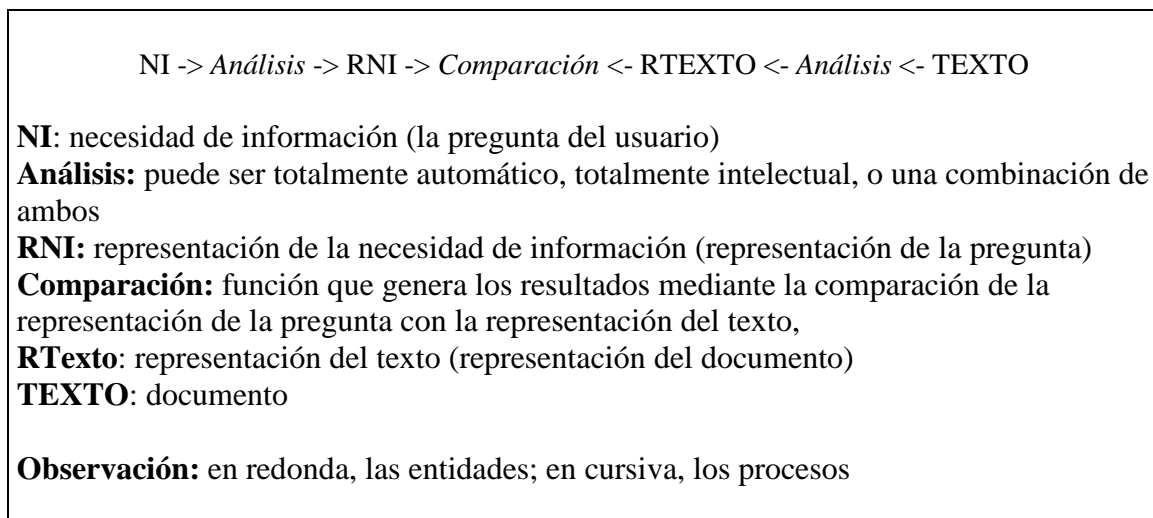 NI -> Análisis -> RNI -> Comparación <- RTEXTO <- Análisis <- TEXTO
NI: necesidad de información (la pregunta del usuario)
Análisis: puede ser totalmente automático, totalmente intelectual, o una combinación de
ambos
RNI: representación de la necesidad de información (representación de la pregunta)
Comparación: función que genera los resultados mediante la comparación de la
representación de la pregunta con la representación del texto,
RTexto: representación del texto (representación del documento)
TEXTO: documento
Observación: en redonda, las entidades; en cursiva, los procesos